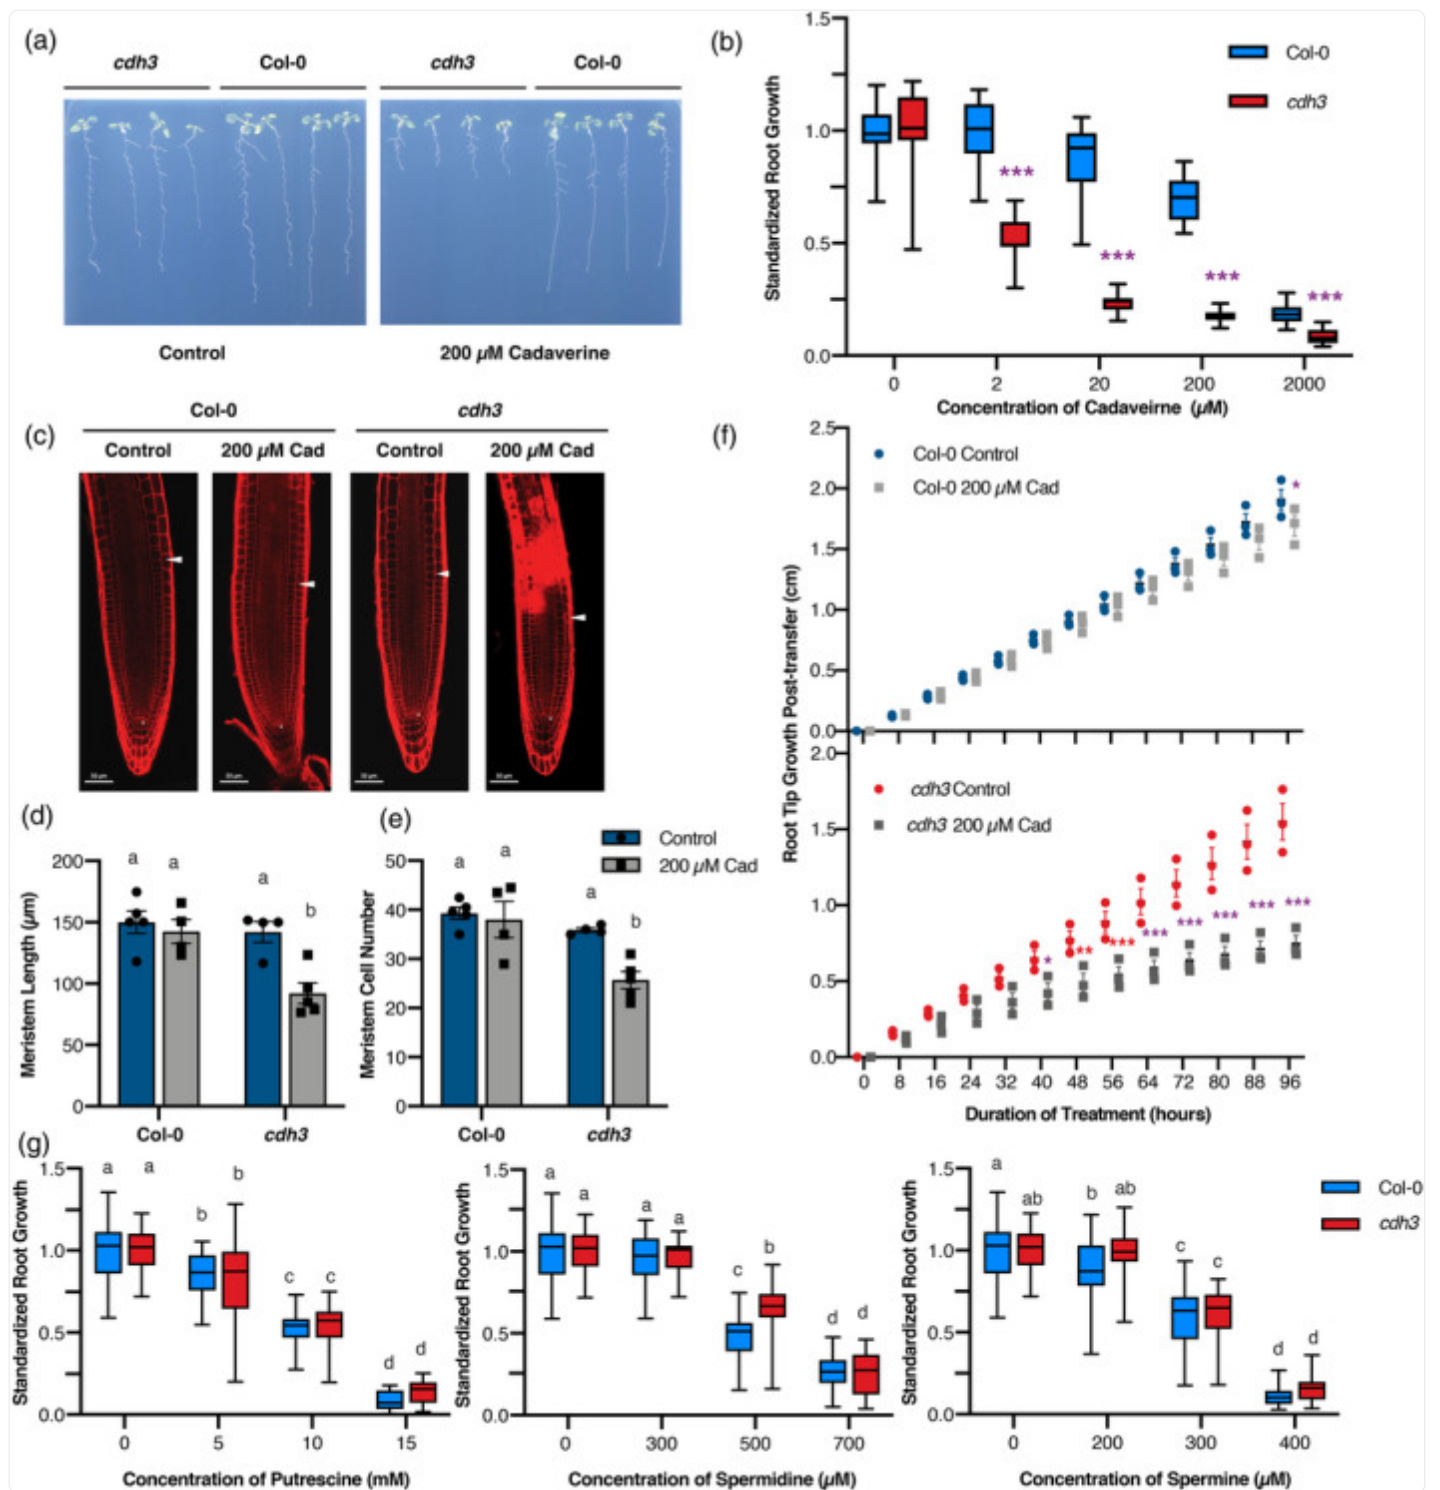 (a)
cdh3
Col-0
cdh3
Col-0
Control
200 µM Cadaverine
(b)
1.5
1.0
0.5
0.0
Standardized Root Growth
Col-0
cdh3
***
***
***
***
0
2
20
200
2000
Concentration of Cadaveirne (µM)
(c)
Col-0
cdh3
Control
200 µM Cad
Control
200 µM Cad
50 µm
50 µm
50 µm
50 µm
(d)
200
150
100
50
0
Meristem Length (µm)
a
a
a
b
Col-0
cdh3
(e)
50
40
30
20
10
0
Meristem Cell Number
a
a
a
b
Control
200 µM Cad
Col-0
cdh3
(f)
2.5
2.0
1.5
1.0
0.5
0.0
Col-0 Control
Col-0 200 µM Cad
*
Root Tip Growth Post-transfer (cm)
2.0
1.5
1.0
0.5
0.0
cdh3 Control
cdh3 200 µM Cad
*
**
***
***
***
***
***
***
0
8
16
24
32
40
48
56
64
72
80
88
96
Duration of Treatment (hours)
(g)
1.5
1.0
0.5
0.0
Standardized Root Growth
a
a
b
b
c
c
d
d
0
5
10
15
Concentration of Putrescine (mM)
1.5
1.0
0.5
0.0
Standardized Root Growth
a
a
a
a
c
b
d
d
0
300
500
700
Concentration of Spermidine (µM)
1.5
1.0
0.5
0.0
Standardized Root Growth
a
ab
b
ab
c
c
d
d
0
200
300
400
Concentration of Spermine (µM)
Col-0
cdh3